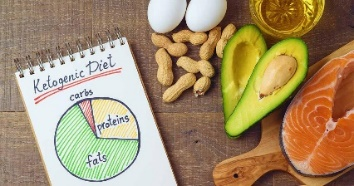 Ketogenic Diet
carbs
proteins
fats